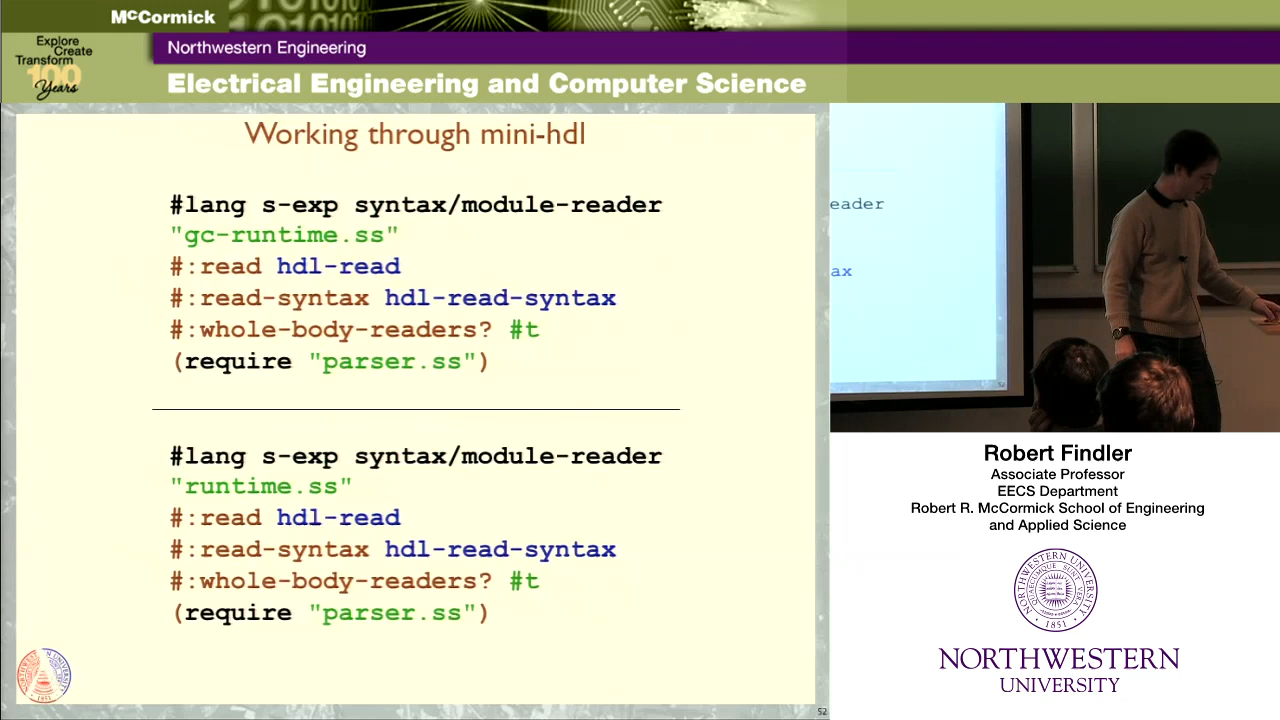 McCormick
Explore
Create
Transform
100
Years
Northwestern Engineering
Electrical Engineering and Computer Science
Working through mini-hdl
#lang s-exp syntax/module-reader
"gc-runtime.ss"
#:read hdl-read
#:read-syntax hdl-read-syntax
#:whole-body-readers? #t
(require "parser.ss")
#lang s-exp syntax/module-reader
"runtime.ss"
#:read hdl-read
#:read-syntax hdl-read-syntax
#:whole-body-readers? #t
(require "parser.ss")
52
eader
ax
Robert Findler
Associate Professor
EECS Department
Robert R. McCormick School of Engineering
and Applied Science
NORTHWESTERN
UNIVERSITY
1851
NORTHWESTERN
UNIVERSITY